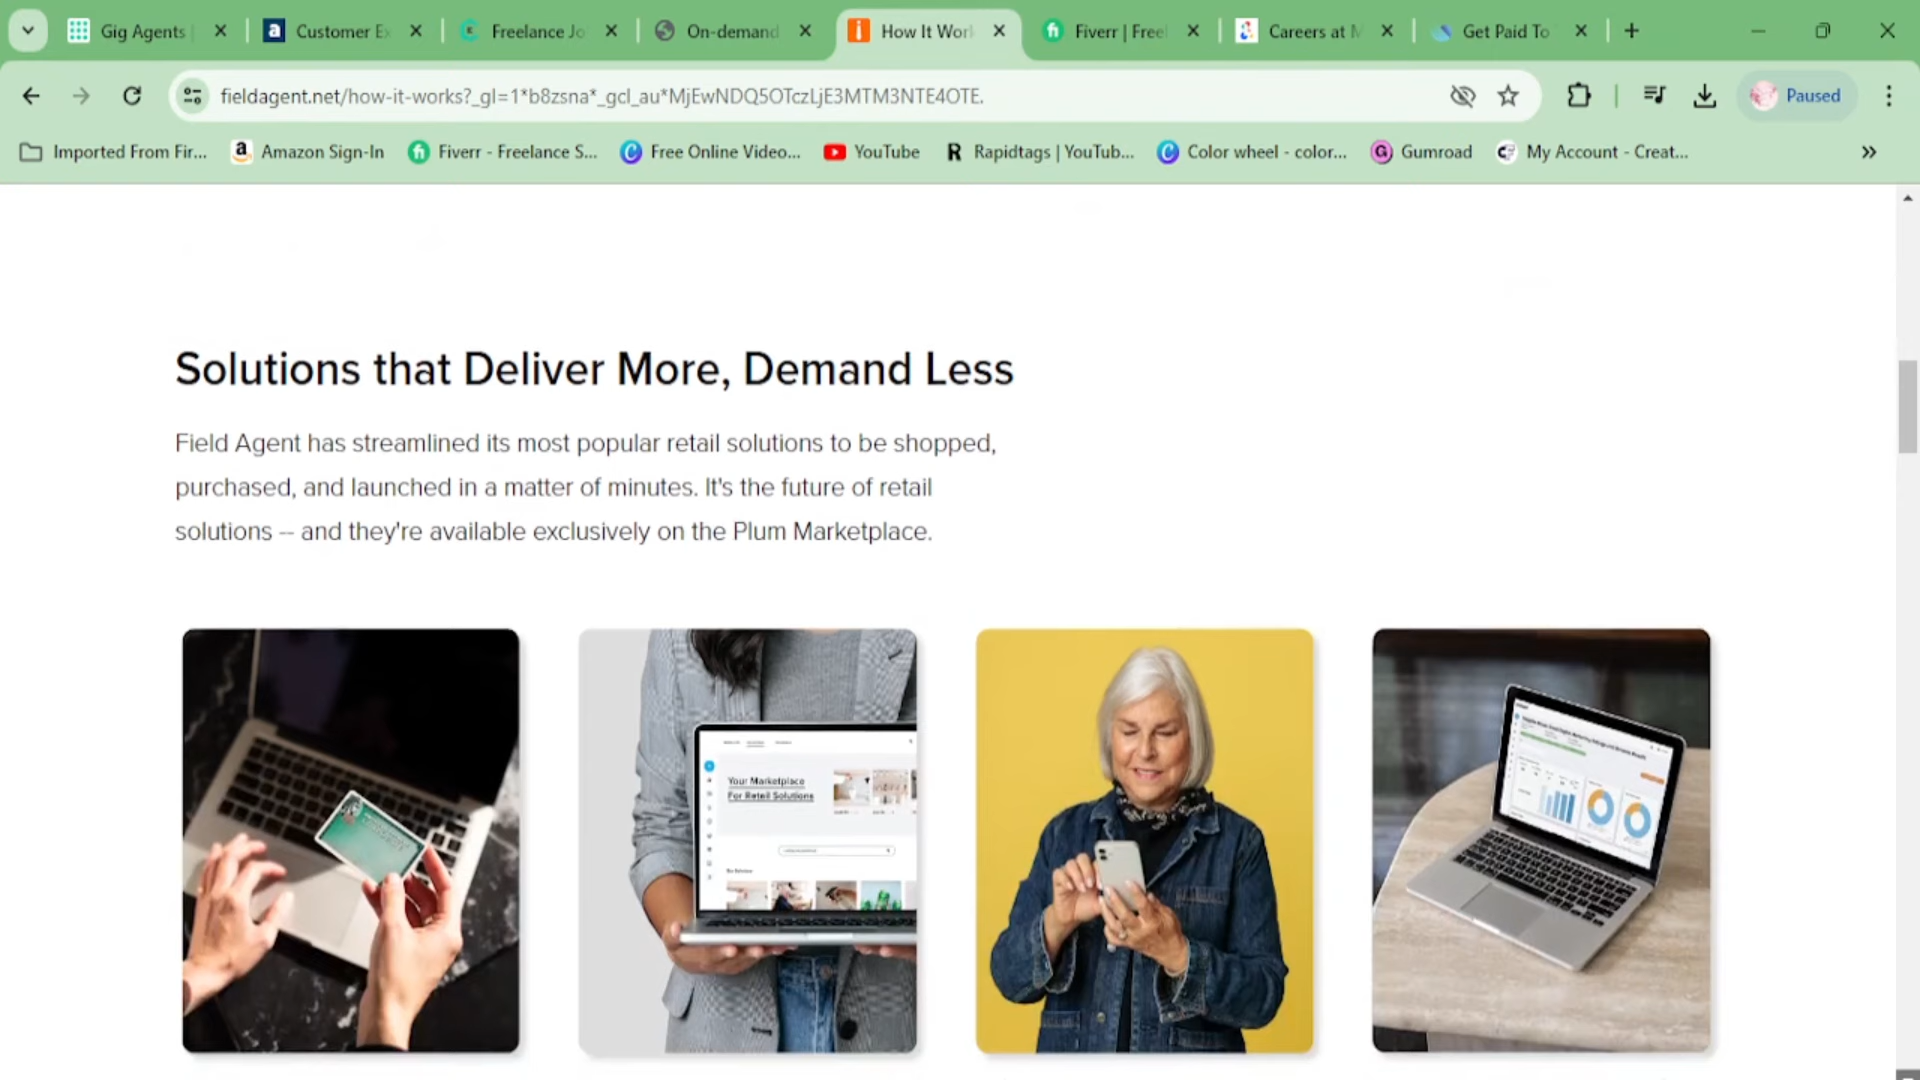 Gig Agents
Customer Ex
Freelance Jo
On-demand
How It Work
Fiverr | Free
Careers at M
Get Paid To
fieldagent.net/how-it-works?_gl=1*b8zsna*_gcl_au*MjEwNDQ5OTczLjE3MTM3NTE4OTE.
Paused
Imported From Fir...
Amazon Sign-In
Fiverr - Freelance S...
Free Online Video...
YouTube
Rapidtags | YouTub...
Color wheel - color...
Gumroad
My Account - Creat...
Solutions that Deliver More, Demand Less
Field Agent has streamlined its most popular retail solutions to be shopped,
purchased, and launched in a matter of minutes. It's the future of retail
solutions -- and they're available exclusively on the Plum Marketplace.
Your Marketplace
For Retail Solutions